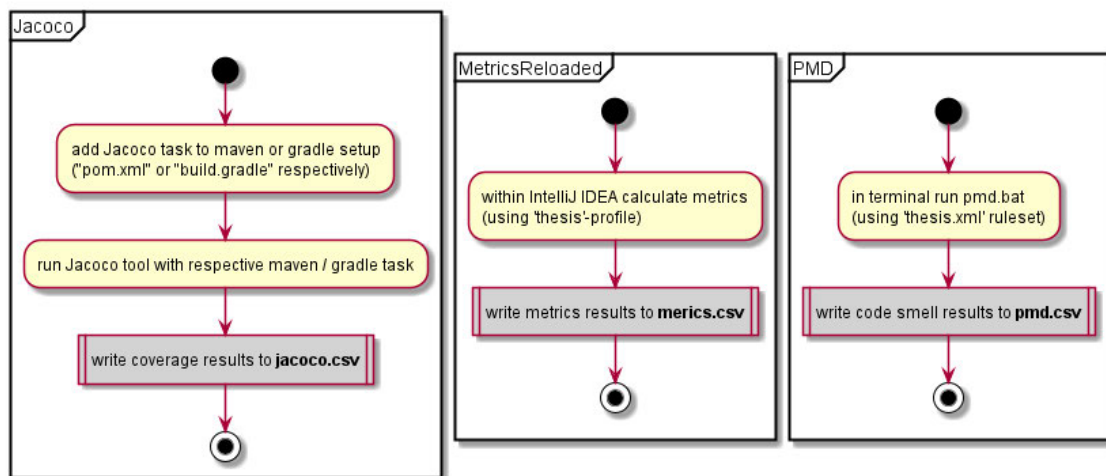 Jacoco
add Jacoco task to maven or gradle setup
("pom.xml" or "build.gradle" respectively)
run Jacoco tool with respective maven / gradle task
write coverage results to jacoco.csv
MetricsReloaded
within IntelliJ IDEA calculate metrics
(using 'thesis'-profile)
write metrics results to merics.csv
PMD
in terminal run pmd.bat
(using 'thesis.xml' ruleset)
write code smell results to pmd.csv